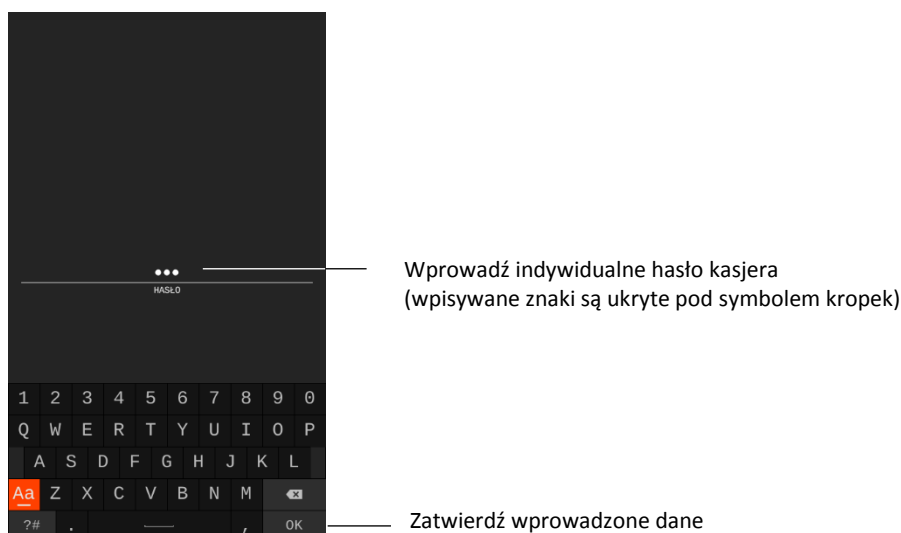 •••
HASŁO
Wprowadź indywidualne hasło kasjera
(wpisywane znaki są ukryte pod symbolem kropek)
1 2 3 4 5 6 7 8 9 0
Q W E R T Y U I O P
A S D F G H J K L
Aa Z X C V B N M
?# . , OK
Zatwierdź wprowadzone dane